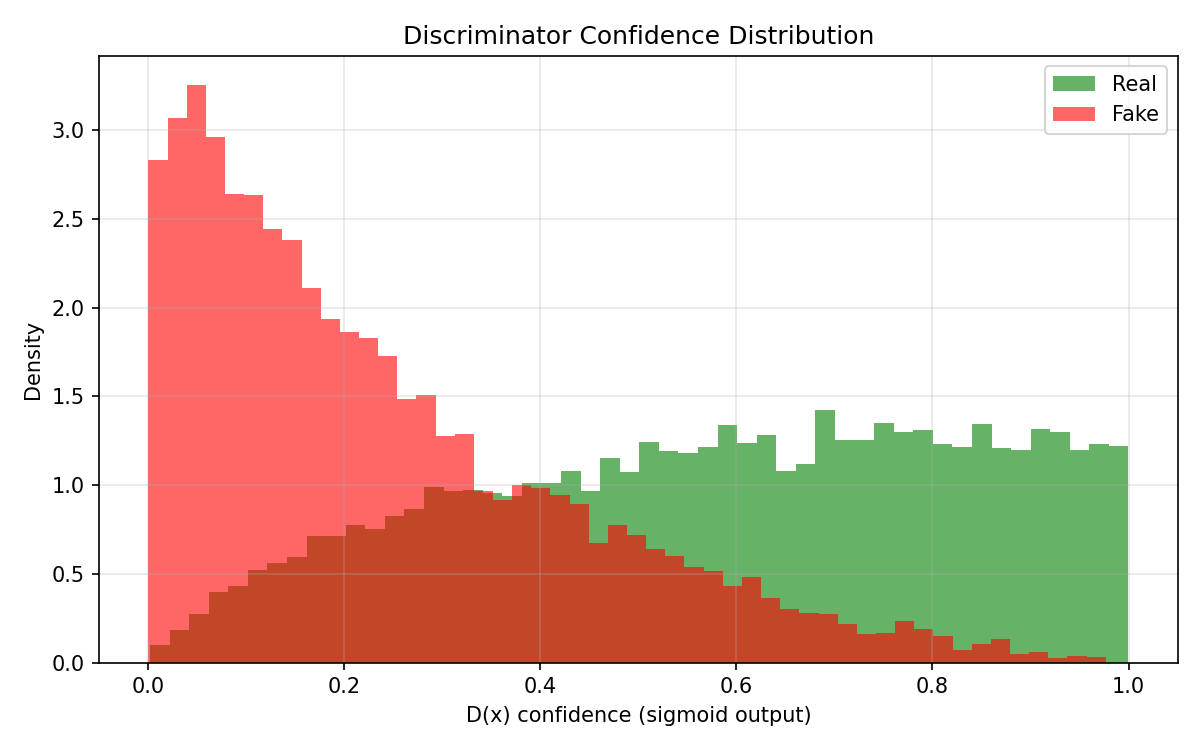 Discriminator Confidence Distribution
Real
Fake
Density
3.0
2.5
2.0
1.5
1.0
0.5
0.0
0.0 0.2 0.4 0.6 0.8 1.0
D(x) confidence (sigmoid output)